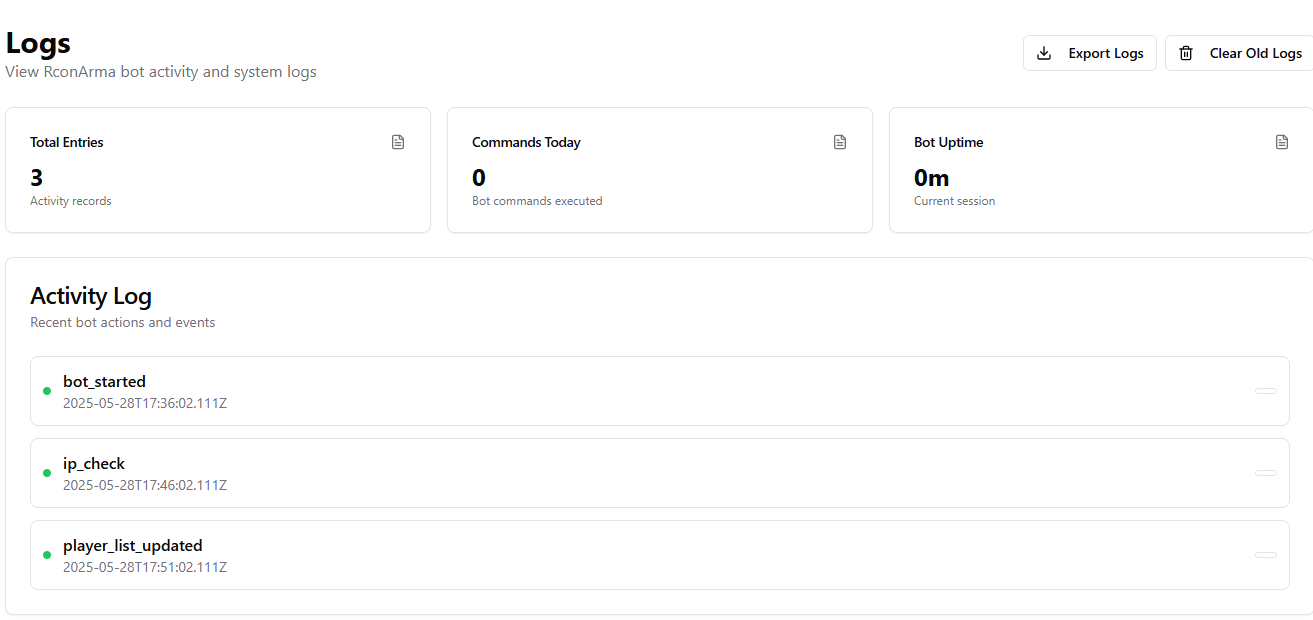 Logs
View RconArma bot activity and system logs
Export Logs
Clear Old Logs
Total Entries
3
Activity records
Commands Today
0
Bot commands executed
Bot Uptime
0m
Current session
Activity Log
Recent bot actions and events
bot_started
2025-05-28T17:36:02.111Z
ip_check
2025-05-28T17:46:02.111Z
player_list_updated
2025-05-28T17:51:02.111Z